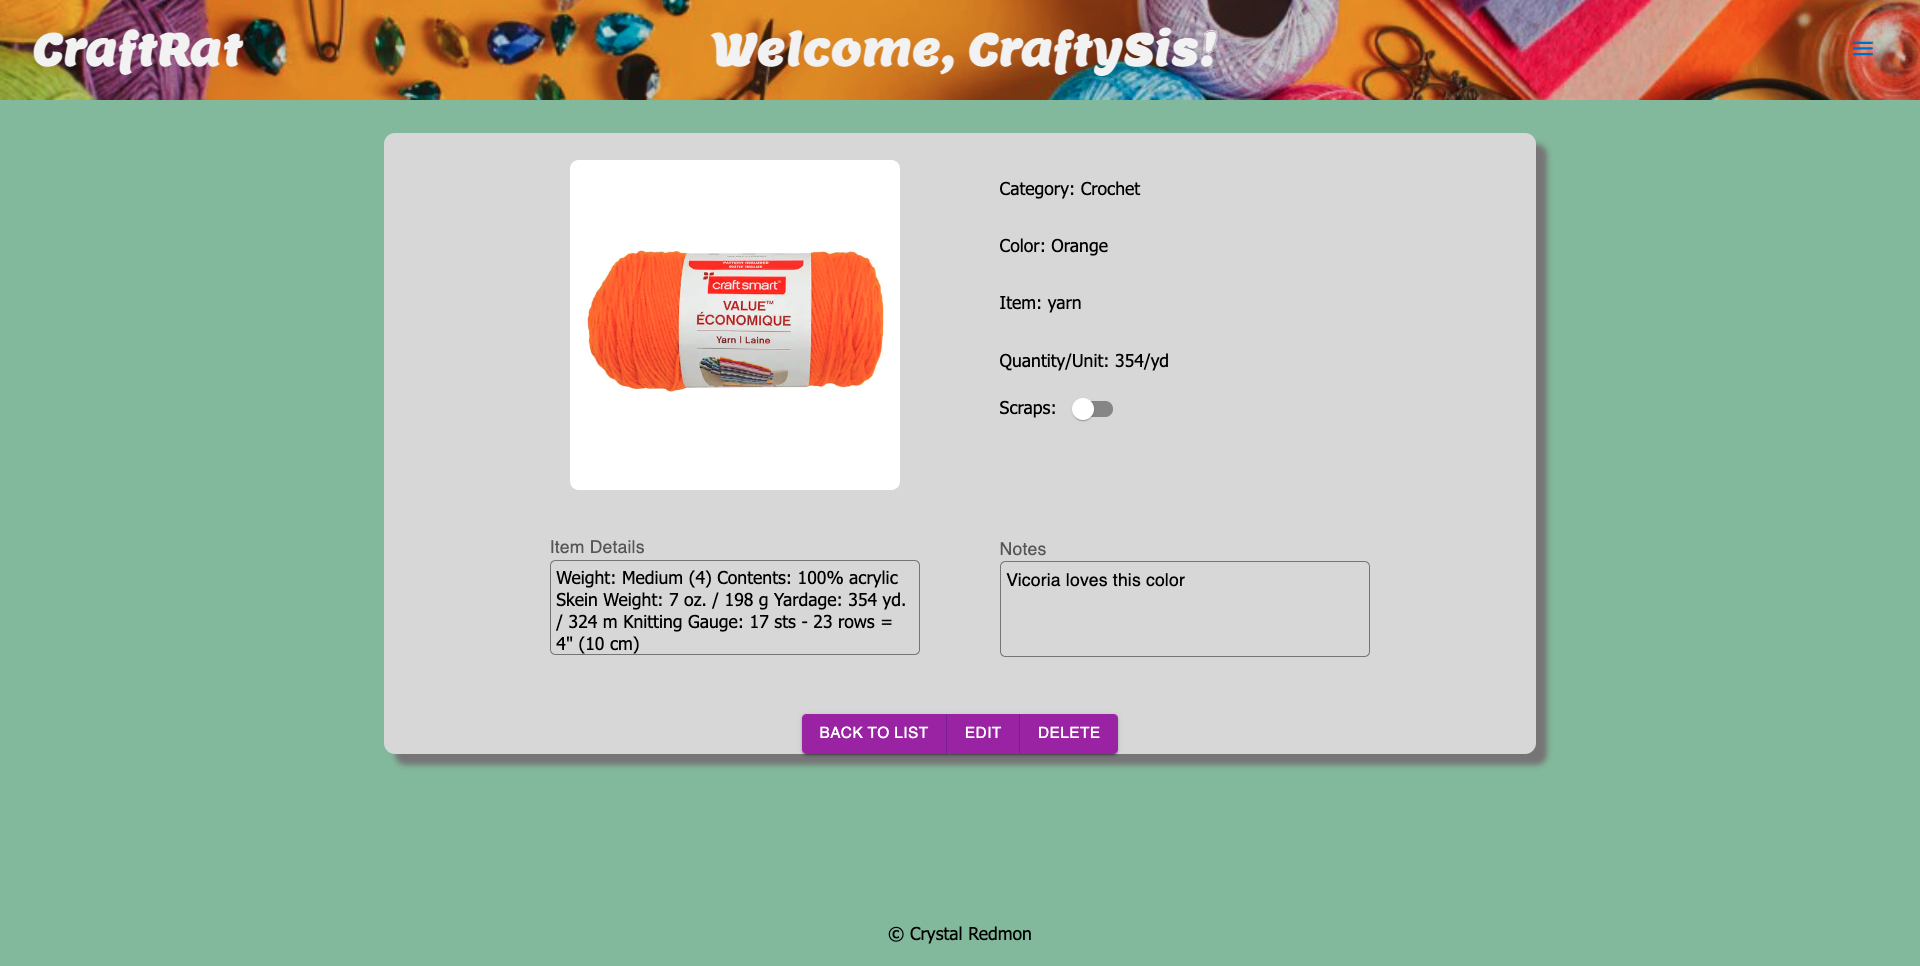 CraftRat
Welcome, CraftySis!
craft smart
VALUE™
ÉCONOMIQUE
Yarn | Laine
Category: Crochet
Color: Orange
Item: yarn
Quantity/Unit: 354/yd
Scraps:
Item Details
Weight: Medium (4) Contents: 100% acrylic
Skein Weight: 7 oz. / 198 g Yardage: 354 yd.
/ 324 m Knitting Gauge: 17 sts - 23 rows =
4" (10 cm)
Notes
Vicoria loves this color
BACK TO LIST
EDIT
DELETE
© Crystal Redmon